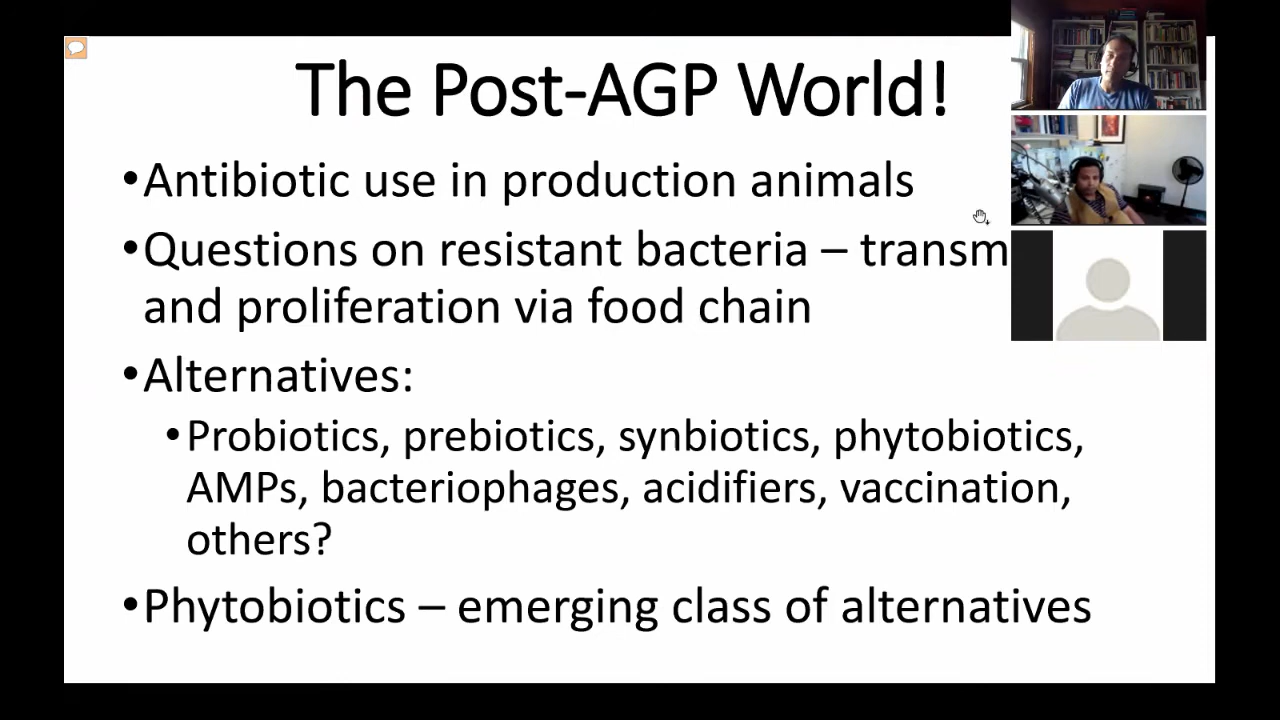 The Post-AGP World!
•Antibiotic use in production animals
•Questions on resistant bacteria – transm
and proliferation via food chain
•Alternatives:
•Probiotics, prebiotics, synbiotics, phytobiotics,
AMPs, bacteriophages, acidifiers, vaccination,
others?
•Phytobiotics – emerging class of alternatives